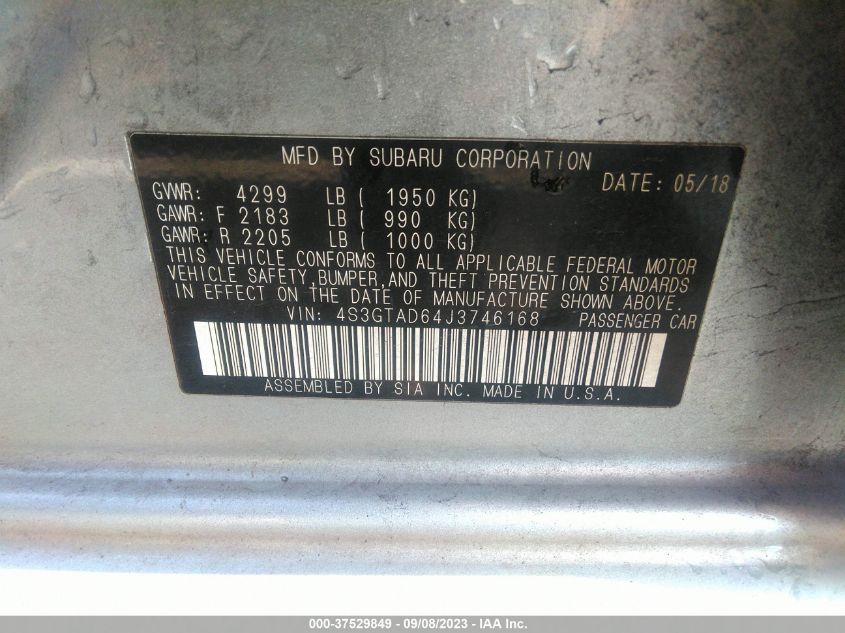 MFD BY SUBARU CORPORATION
DATE: 05/18
GVWR: 4299 LB ( 1950 KG)
GAWR: F 2183 LB ( 990 KG)
GAWR: R 2205 LB ( 1000 KG)
THIS VEHICLE CONFORMS TO ALL APPLICABLE FEDERAL MOTOR
VEHICLE SAFETY,BUMPER,AND THEFT PREVENTION STANDARDS
IN EFFECT ON THE DATE OF MANUFACTURE SHOWN ABOVE.
VIN: 4S3GTAD64J3746168 PASSENGER CAR
ASSEMBLED BY SIA INC. MADE IN U.S.A.
000-37529849 - 09/08/2023 - IAA Inc.